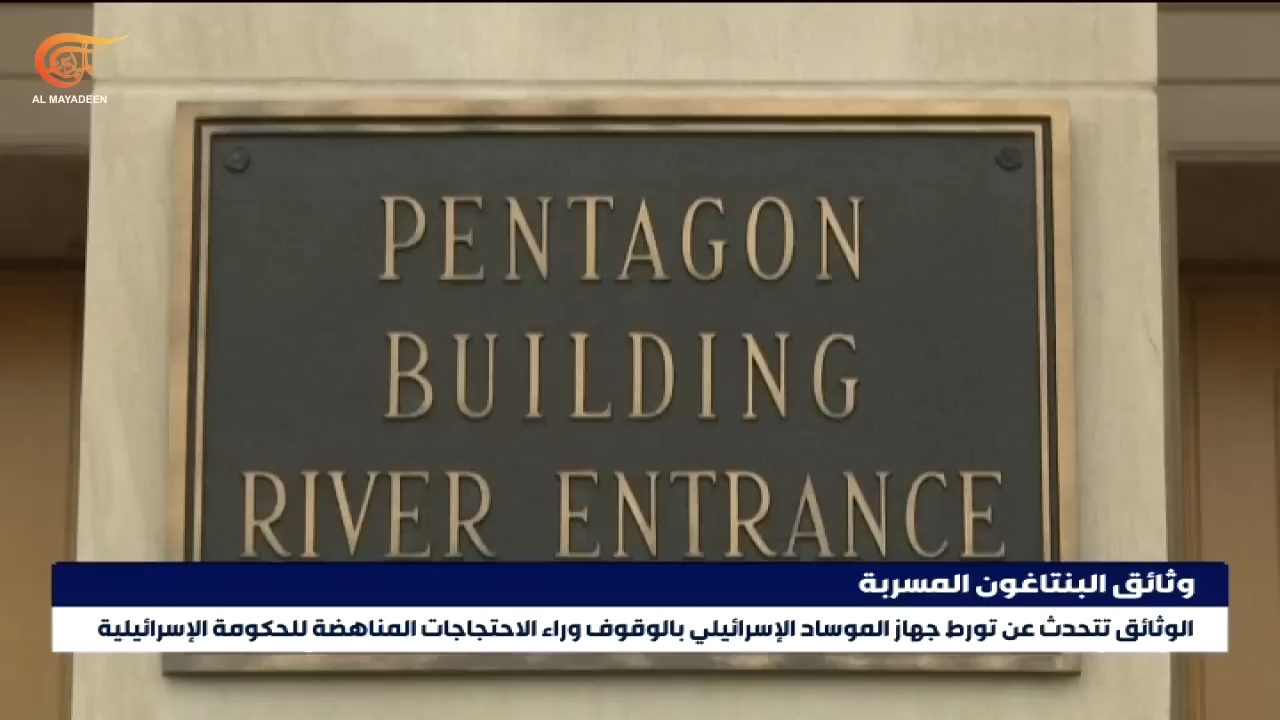 AL MAYADEEN
PENTAGON
BUILDING
RIVER ENTRANCE
وثائق البنتاغون المسربة
الوثائق تتحدث عن تورط جهاز الموساد الإسرائيلي بالوقوف وراء الاحتجاجات المناهضة للحكومة الإسرائيلية